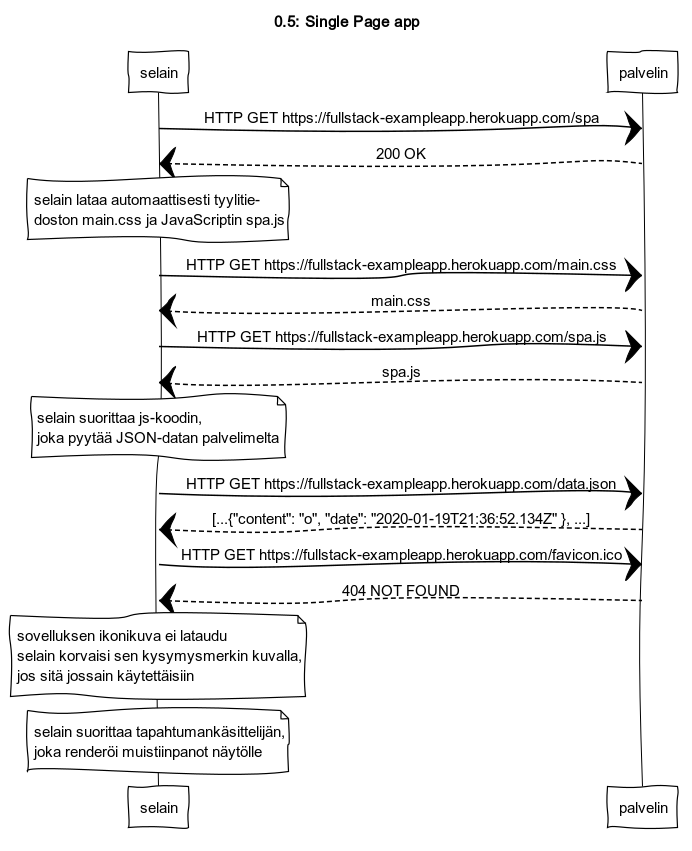 0.5: Single Page app
selain
palvelin
HTTP GET https://fullstack-exampleapp.herokuapp.com/spa
200 OK
selain lataa automaattisesti tyylitie-
doston main.css ja JavaScriptin spa.js
HTTP GET https://fullstack-exampleapp.herokuapp.com/main.css
main.css
HTTP GET https://fullstack-exampleapp.herokuapp.com/spa.js
spa.js
selain suorittaa js-koodin,
joka pyytää JSON-datan palvelimelta
HTTP GET https://fullstack-exampleapp.herokuapp.com/data.json
[...{"content": "o", "date": "2020-01-19T21:36:52.134Z" }, ...]
HTTP GET https://fullstack-exampleapp.herokuapp.com/favicon.ico
404 NOT FOUND
sovelluksen ikonikuva ei lataudu
selain korvaisi sen kysymysmerkin kuvalla,
jos sitä jossain käytettäisiin
selain suorittaa tapahtumankäsittelijän,
joka renderöi muistiinpanot näytölle
selain
palvelin